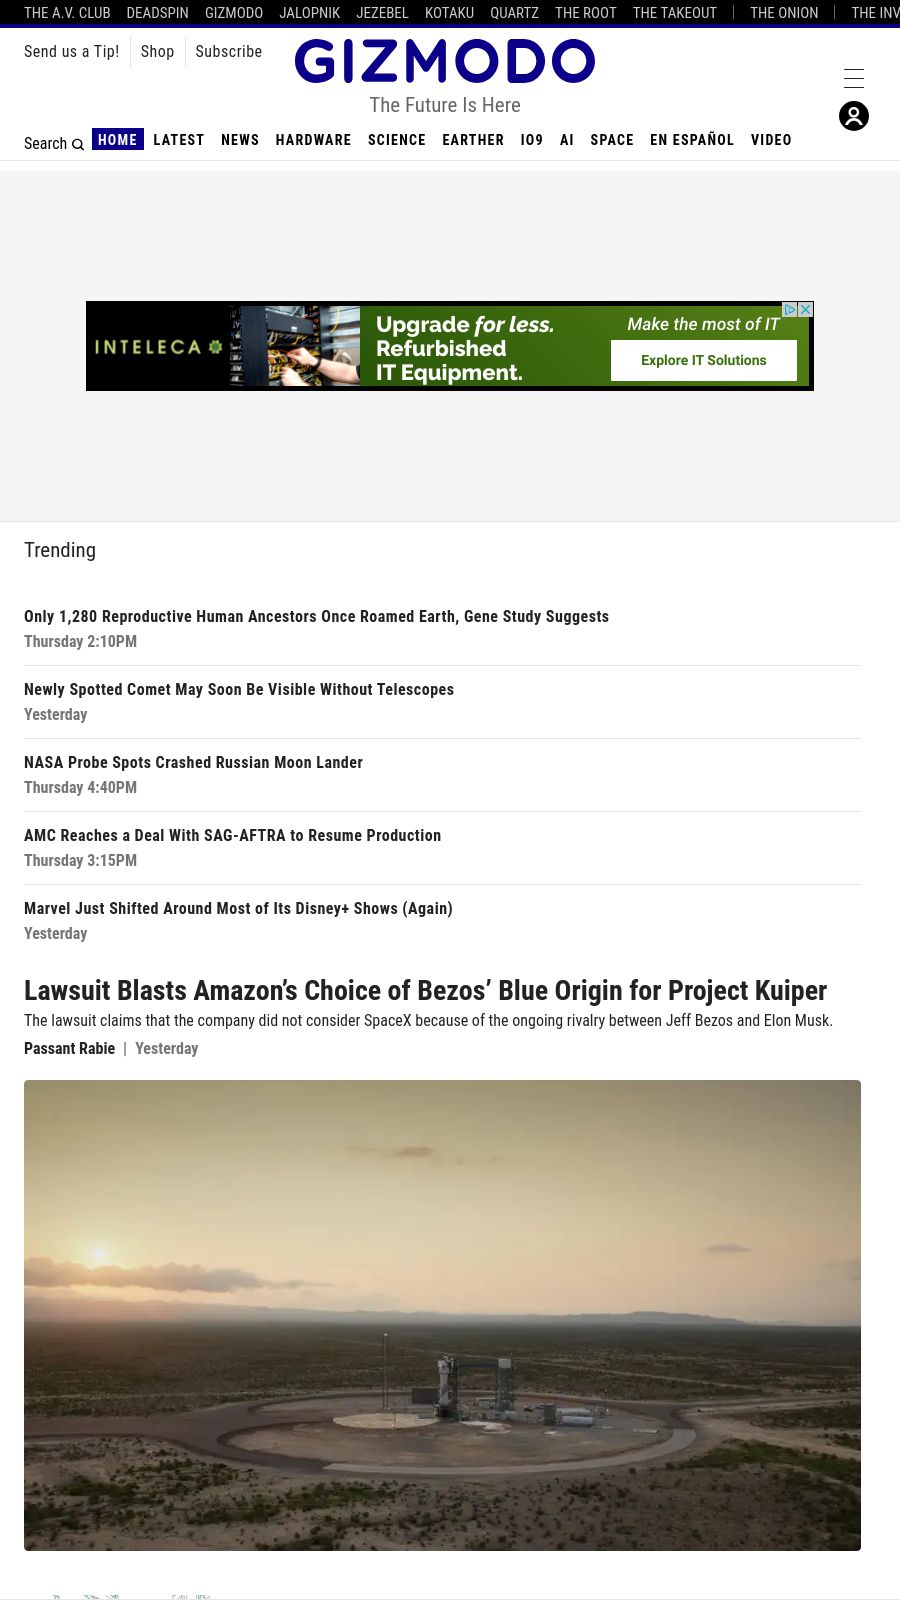 THE A.V. CLUB DEADSPIN GIZMODO JALOPNIK JEZEBEL KOTAKU QUARTZ THE ROOT THE TAKEOUT THE ONION THE INV
Send us a Tip! Shop Subscribe
GIZMODO
The Future Is Here
Search HOME LATEST NEWS HARDWARE SCIENCE EARTHER IO9 AI SPACE EN ESPAÑOL VIDEO
INTELECA
Upgrade for less.
Refurbished
IT Equipment.
Make the most of IT
Explore IT Solutions
Trending
Only 1,280 Reproductive Human Ancestors Once Roamed Earth, Gene Study Suggests
Thursday 2:10PM
Newly Spotted Comet May Soon Be Visible Without Telescopes
Yesterday
NASA Probe Spots Crashed Russian Moon Lander
Thursday 4:40PM
AMC Reaches a Deal With SAG-AFTRA to Resume Production
Thursday 3:15PM
Marvel Just Shifted Around Most of Its Disney+ Shows (Again)
Yesterday
Lawsuit Blasts Amazon’s Choice of Bezos’ Blue Origin for Project Kuiper
The lawsuit claims that the company did not consider SpaceX because of the ongoing rivalry between Jeff Bezos and Elon Musk.
Passant Rabie | Yesterday